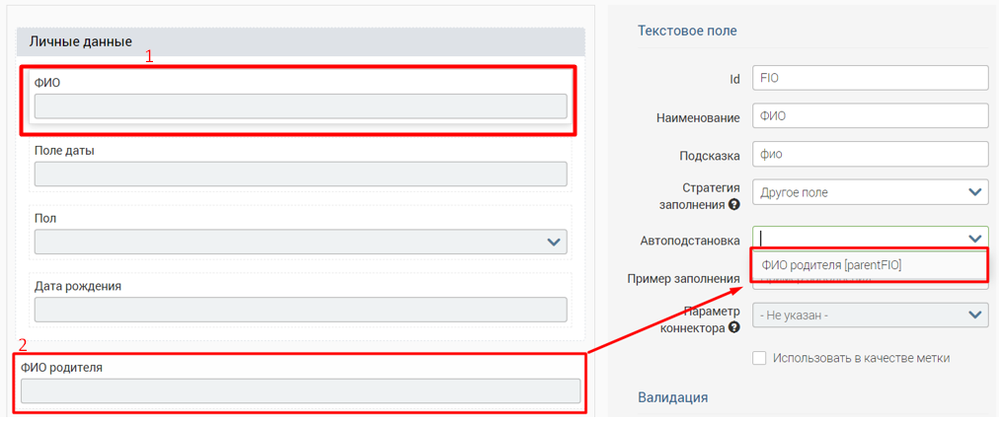 Личные данные
1
ФИО
Поле даты
Пол
Дата рождения
2
ФИО родителя
Текстовое поле
Id FIO
Наименование ФИО
Подсказка фио
Стратегия
заполнения Другое поле
Автоподстановка
ФИО родителя [parentFIO]
Пример заполнения
Параметр
коннектора - Не указан -
Использовать в качестве метки
Валидация